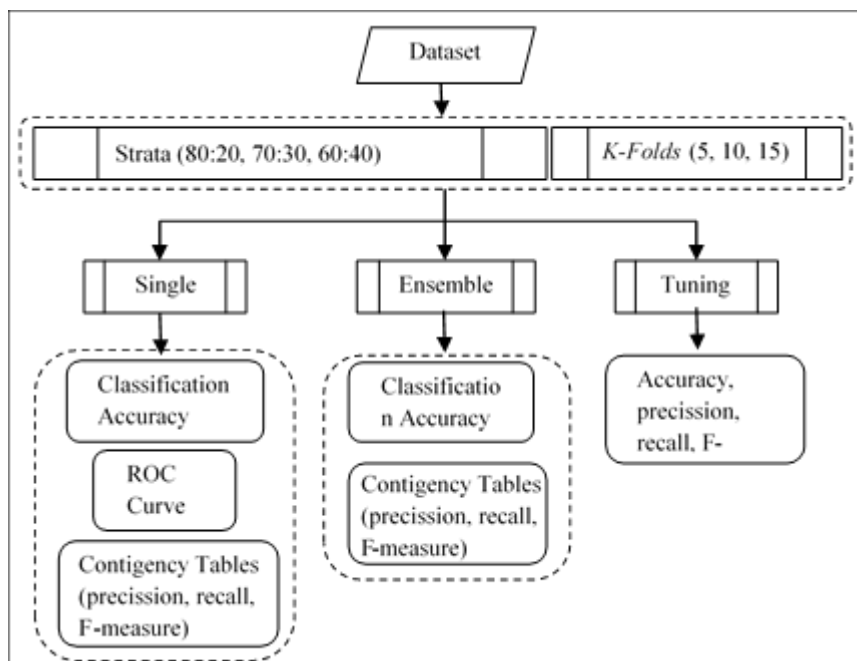 Dataset
Strata (80:20, 70:30, 60:40)
K-Folds (5, 10, 15)
Single
Ensemble
Tuning
Classification
Accuracy
ROC
Curve
Contigency Tables
(precission, recall,
F-measure)
Classificatio
n Accuracy
Contigency Tables
(precission, recall,
F-measure)
Accuracy,
precission,
recall, F-